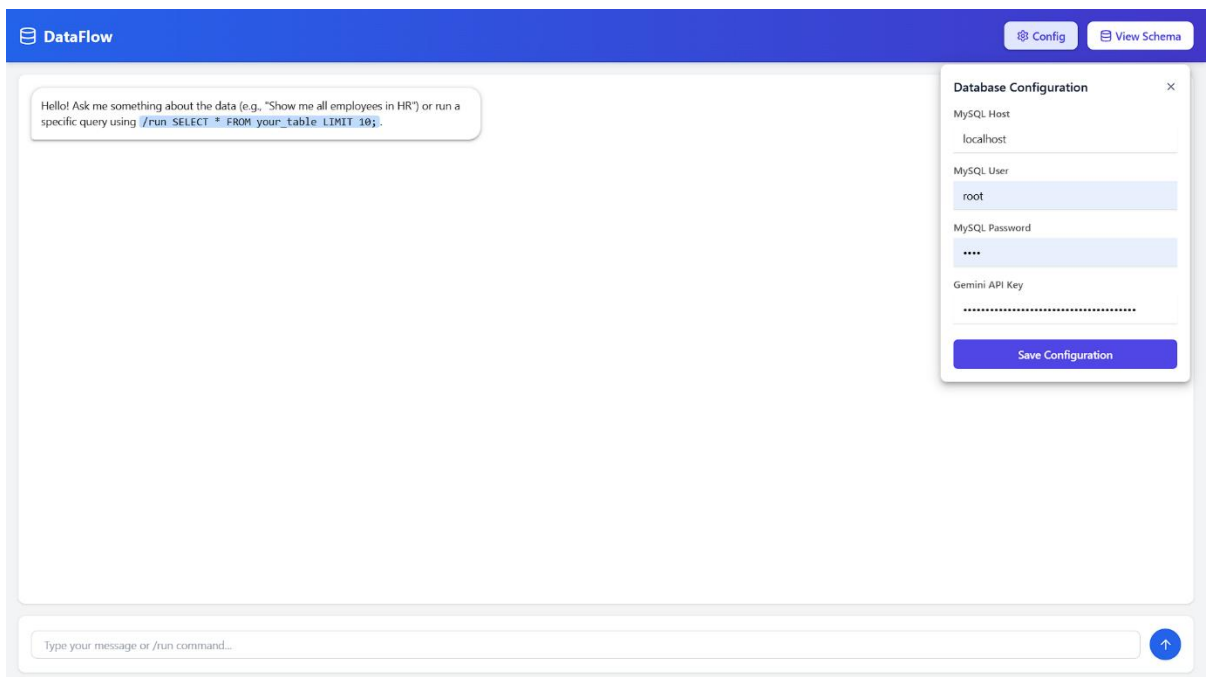 DataFlow
Config
View Schema
Hello! Ask me something about the data (e.g., "Show me all employees in HR") or run a
specific query using /run SELECT * FROM your_table LIMIT 10; .
Database Configuration
MySQL Host
localhost
MySQL User
root
MySQL Password
••••
Gemini API Key
•••••••••••••••••••••••••••••••••••••••
Save Configuration
Type your message or /run command...